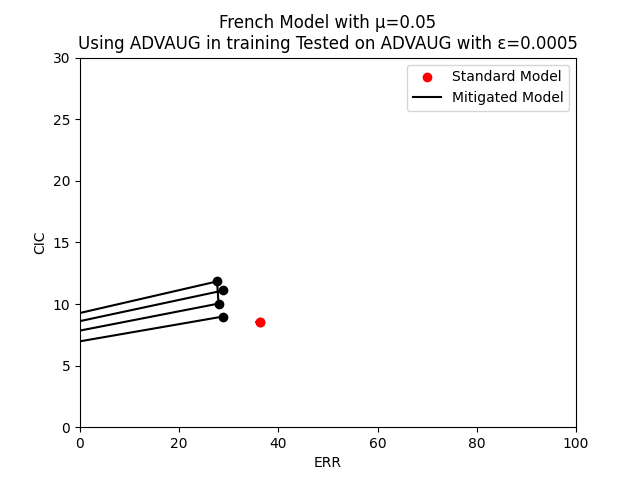 French Model with μ=0.05
Using ADVAUG in training Tested on ADVAUG with ε=0.0005
Standard Model
Mitigated Model
CIC
30
25
20
15
10
5
0
0 20 40 60 80 100
ERR